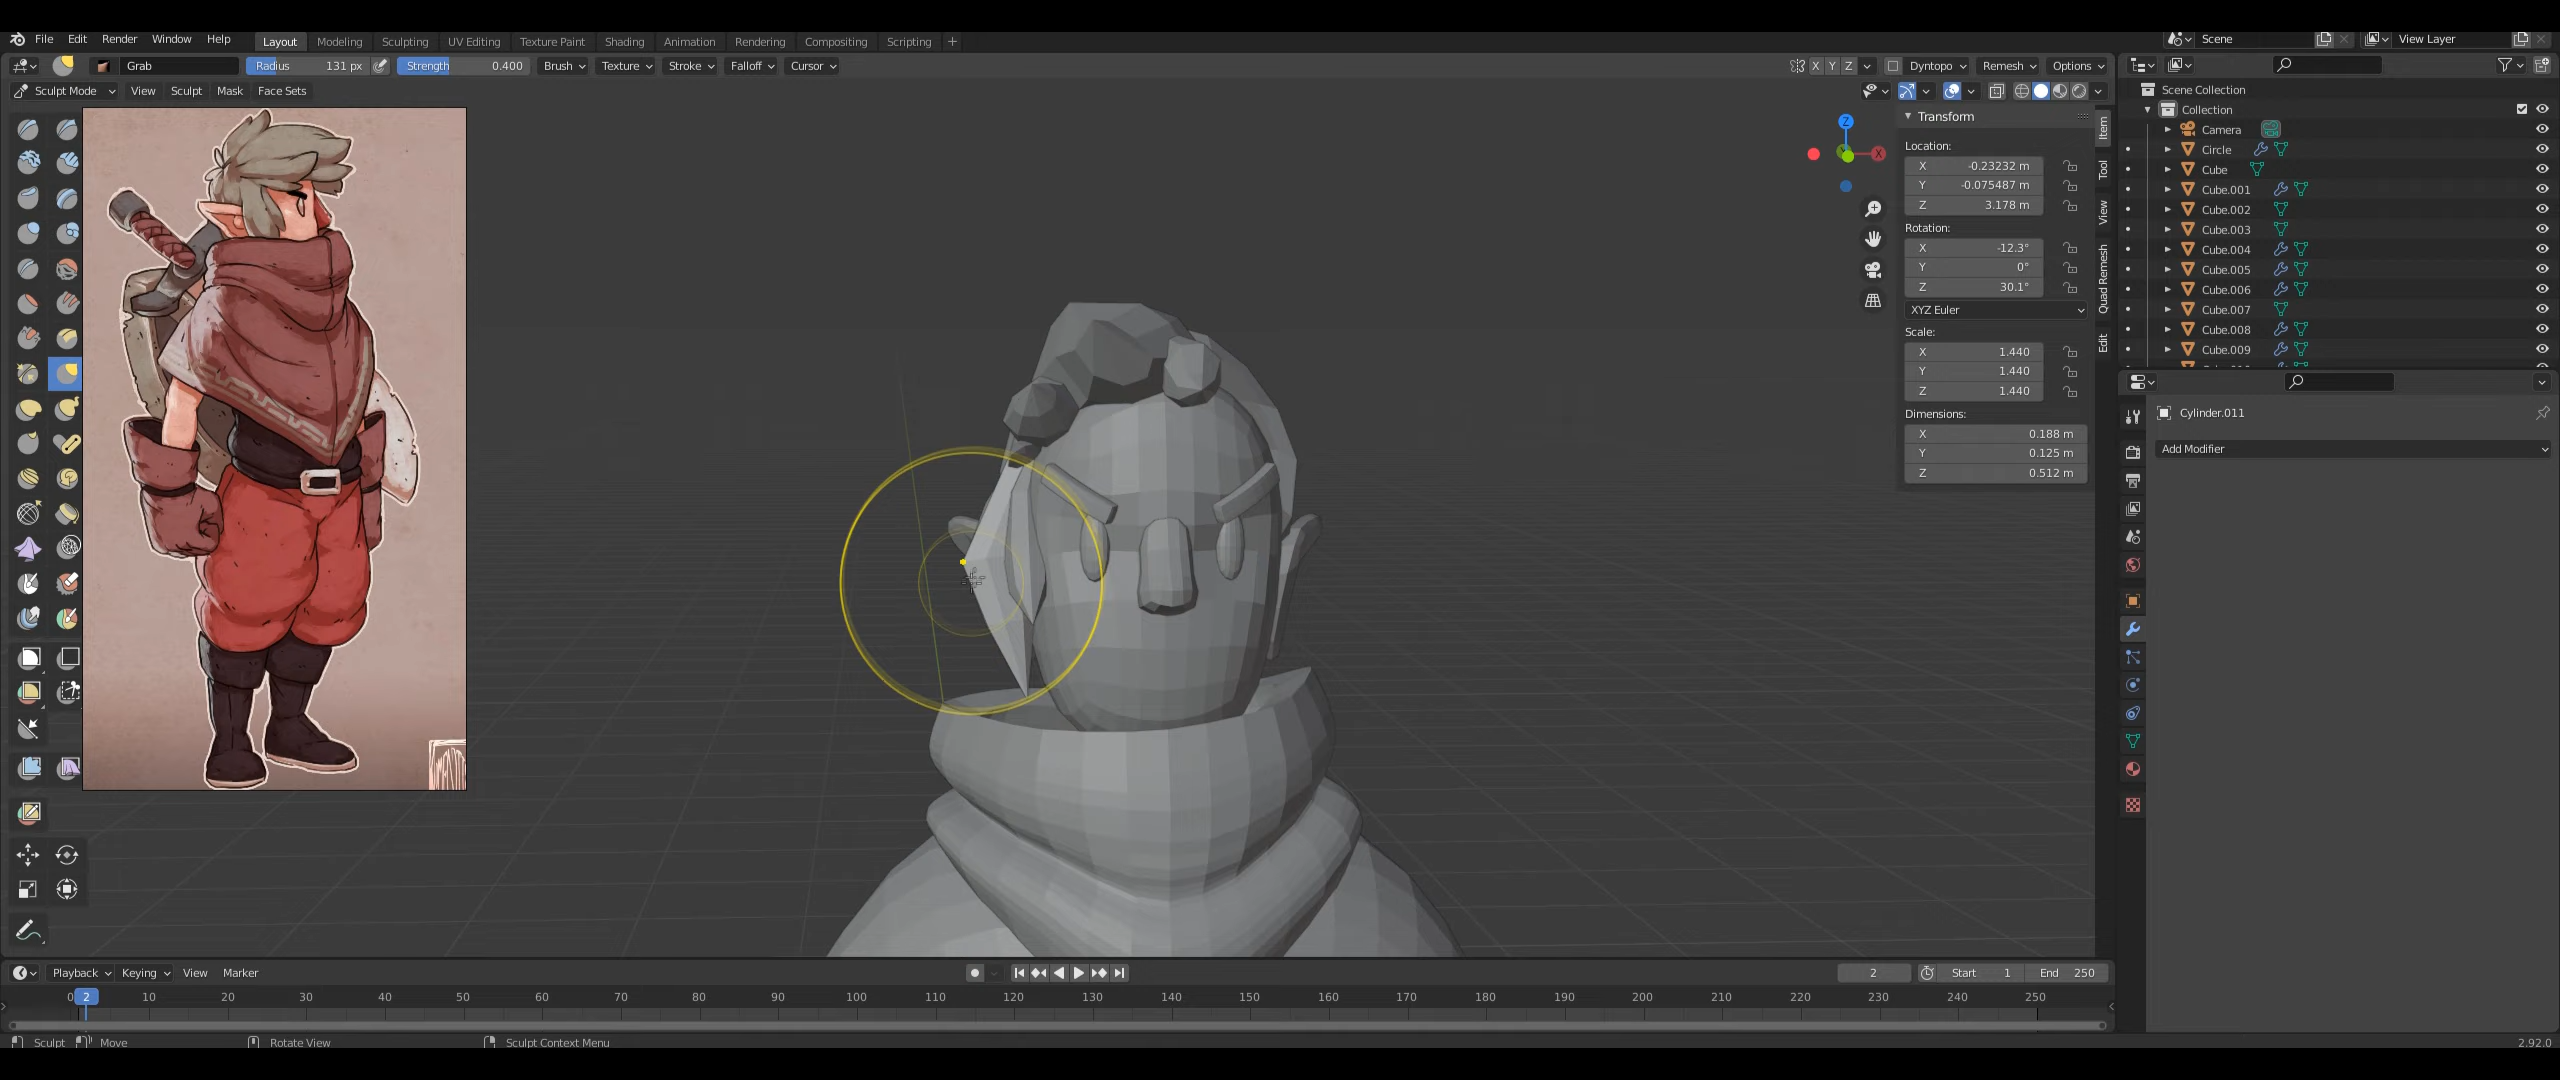 File Edit Render Window Help Layout Modeling Sculpting UV Editing Texture Paint Shading Animation Rendering Compositing Scripting + Scene View Layer
Grab Radius 131 px Strength 0.400 Brush Texture Stroke Falloff Cursor X Y Z Dyntopo Remesh Options
Sculpt Mode View Sculpt Mask Face Sets
Scene Collection
Collection
Camera
Circle
Cube
Cube.001
Cube.002
Cube.003
Cube.004
Cube.005
Cube.006
Cube.007
Cube.008
Cube.009
Z
X
Transform
Location:
X -0.23232 m
Y -0.075487 m
Z 3.178 m
Rotation:
X -12.3°
Y 0°
Z 30.1°
XYZ Euler
Scale:
X 1.440
Y 1.440
Z 1.440
Dimensions:
X 0.188 m
Y 0.125 m
Z 0.512 m
Item
Tool
View
Quad Remesh
Edit
Cylinder.011
Add Modifier
Playback Keying View Marker 2 Start 1 End 250
0 2 10 20 30 40 50 60 70 80 90 100 110 120 130 140 150 160 170 180 190 200 210 220 230 240 250
Sculpt Move Rotate View Sculpt Context Menu 2.92.0